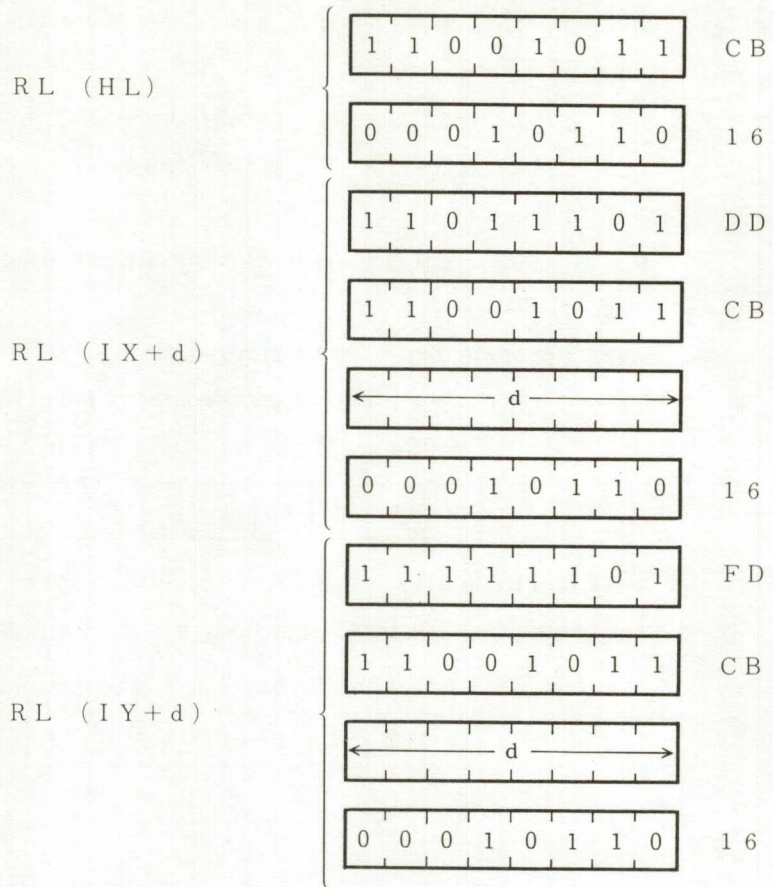 1 1 0 0 1 0 1 1 CB
RL (HL)
0 0 0 1 0 1 1 0 16
1 1 0 1 1 1 0 1 DD
1 1 0 0 1 0 1 1 CB
RL (IX+d)
d
0 0 0 1 0 1 1 0 16
1 1 1 1 1 1 0 1 FD
1 1 0 0 1 0 1 1 CB
RL (IY+d)
d
0 0 0 1 0 1 1 0 16